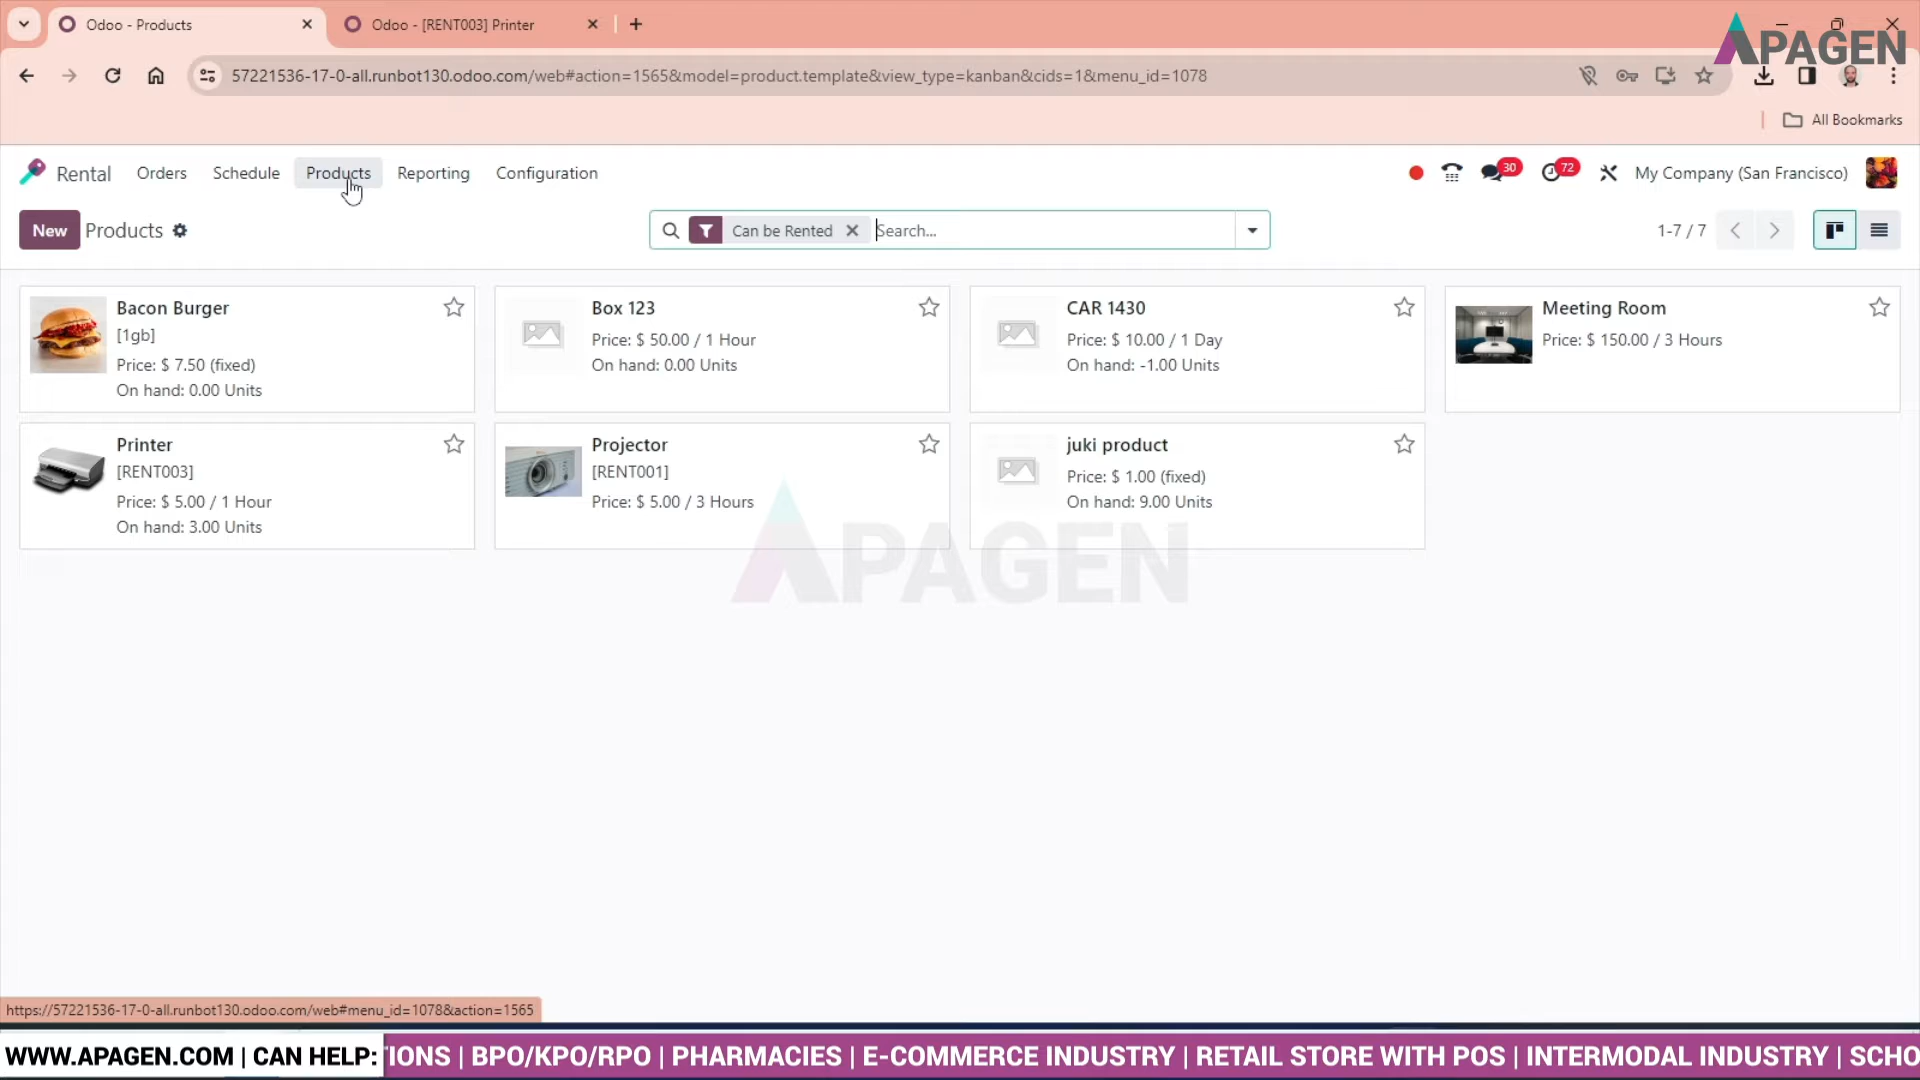 Odoo - Products
Odoo - [RENT003] Printer
APAGEN
57221536-17-0-all.runbot130.odoo.com/web#action=1565&model=product.template&view_type=kanban&cids=1&menu_id=1078
All Bookmarks
Rental Orders Schedule Products Reporting Configuration
30 72 My Company (San Francisco)
New Products Can be Rented Search... 1-7 / 7
Bacon Burger
[1gb]
Price: $ 7.50 (fixed)
On hand: 0.00 Units
Box 123
Price: $ 50.00 / 1 Hour
On hand: 0.00 Units
CAR 1430
Price: $ 10.00 / 1 Day
On hand: -1.00 Units
Meeting Room
Price: $ 150.00 / 3 Hours
Printer
[RENT003]
Price: $ 5.00 / 1 Hour
On hand: 3.00 Units
Projector
[RENT001]
Price: $ 5.00 / 3 Hours
juki product
Price: $ 1.00 (fixed)
On hand: 9.00 Units
APAGEN
https://57221536-17-0-all.runbot130.odoo.com/web#menu_id=1078&action=1565
WWW.APAGEN.COM | CAN HELP: IONS | BPO/KPO/RPO | PHARMACIES | E-COMMERCE INDUSTRY | RETAIL STORE WITH POS | INTERMODAL INDUSTRY | SCHO